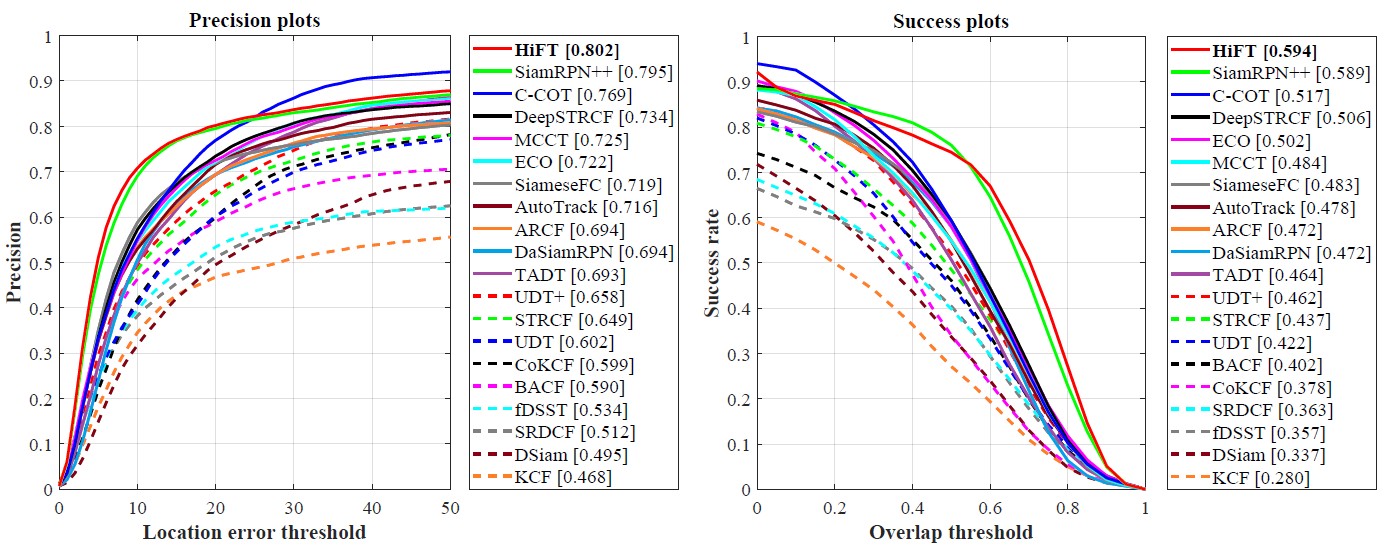 Precision plots
Precision
1
0.9
0.8
0.7
0.6
0.5
0.4
0.3
0.2
0.1
0
0 10 20 30 40 50
Location error threshold
HiFT [0.802]
SiamRPN++ [0.795]
C-COT [0.769]
DeepSTRCF [0.734]
MCCT [0.725]
ECO [0.722]
SiameseFC [0.719]
AutoTrack [0.716]
ARCF [0.694]
DaSiamRPN [0.694]
TADT [0.693]
UDT+ [0.658]
STRCF [0.649]
UDT [0.602]
CoKCF [0.599]
BACF [0.590]
fDSST [0.534]
SRDCF [0.512]
DSiam [0.495]
KCF [0.468]
Success plots
Success rate
1
0.9
0.8
0.7
0.6
0.5
0.4
0.3
0.2
0.1
0
0 0.2 0.4 0.6 0.8 1
Overlap threshold
HiFT [0.594]
SiamRPN++ [0.589]
C-COT [0.517]
DeepSTRCF [0.506]
ECO [0.502]
MCCT [0.484]
SiameseFC [0.483]
AutoTrack [0.478]
ARCF [0.472]
DaSiamRPN [0.472]
TADT [0.464]
UDT+ [0.462]
STRCF [0.437]
UDT [0.422]
BACF [0.402]
CoKCF [0.378]
SRDCF [0.363]
fDSST [0.357]
DSiam [0.337]
KCF [0.280]